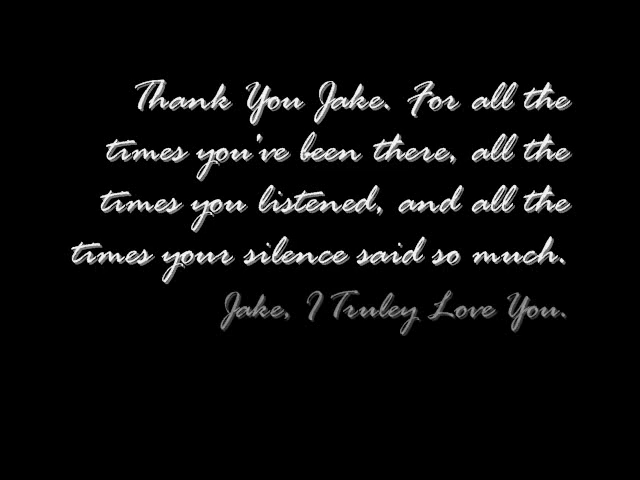 Thank You Jake. For all the
times you've been there, all the
times you listened, and all the
times your silence said so much.
Jake, I Truley Love You.